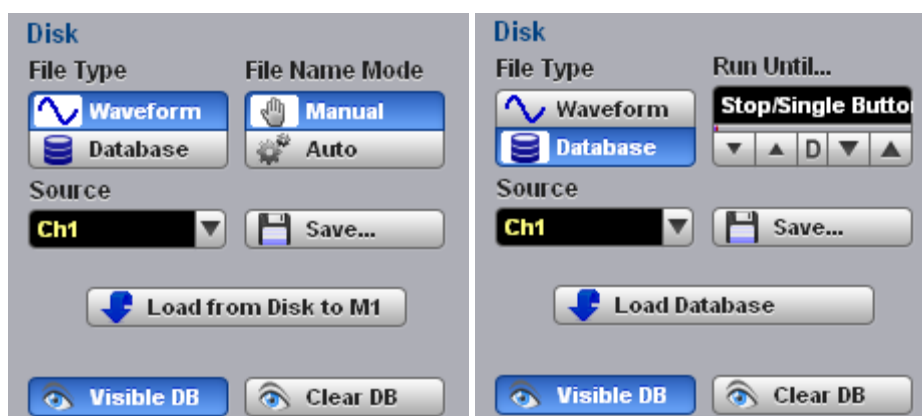 Disk
File Type
File Name Mode
Waveform
Manual
Database
Auto
Source
Ch1
Save...
Load from Disk to M1
Visible DB
Clear DB
Disk
File Type
Run Until...
Waveform
Stop/Single Butto
Database
D
Source
Ch1
Save...
Load Database
Visible DB
Clear DB